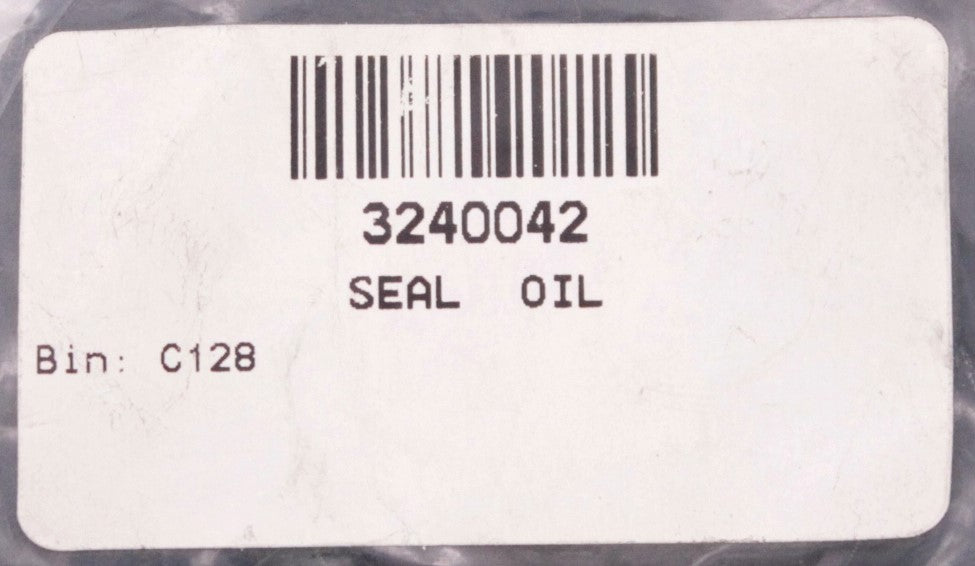 3240042
SEAL OIL
Bin: C128